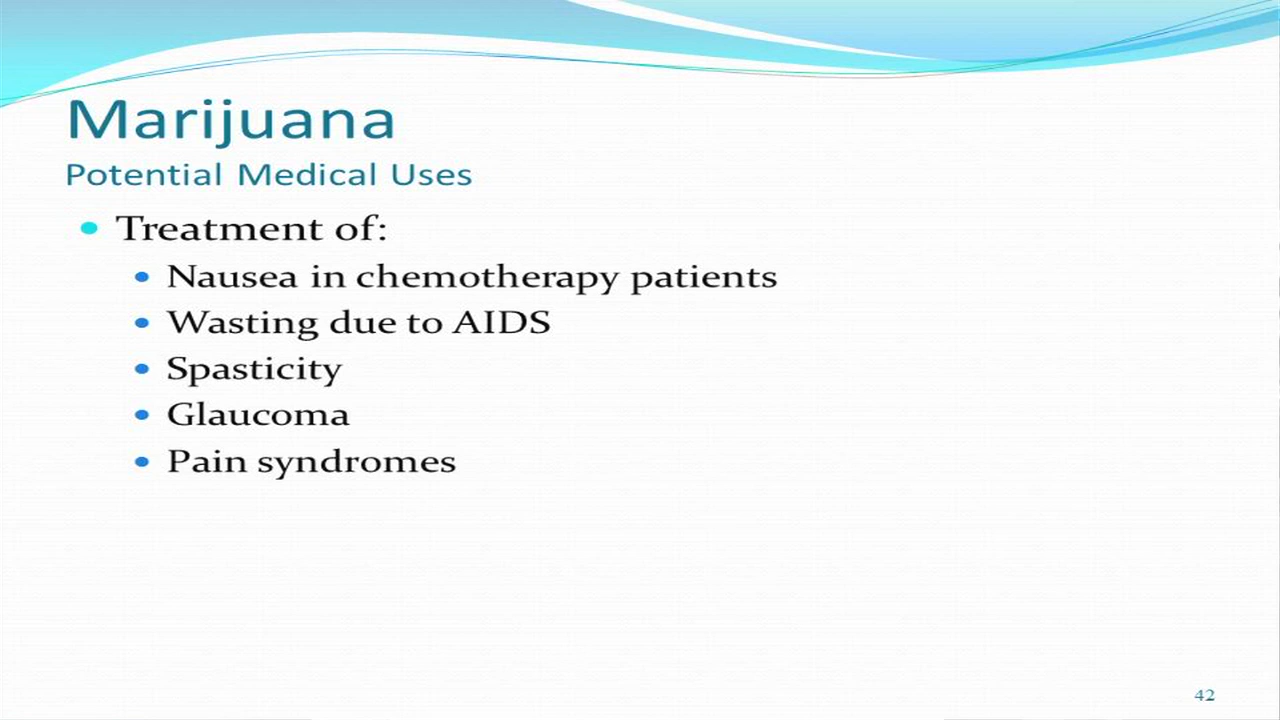 Marijuana
Potential Medical Uses
• Treatment of:
• Nausea in chemotherapy patients
• Wasting due to AIDS
• Spasticity
• Glaucoma
• Pain syndromes
42